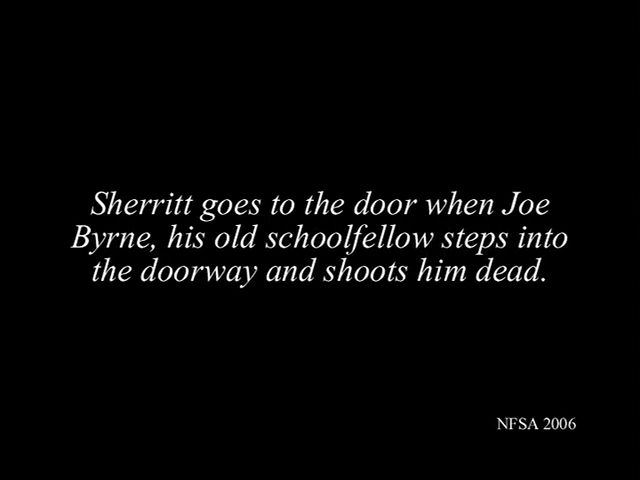 Sherritt goes to the door when Joe
Byrne, his old schoolfellow steps into
the doorway and shoots him dead.
NFSA 2006